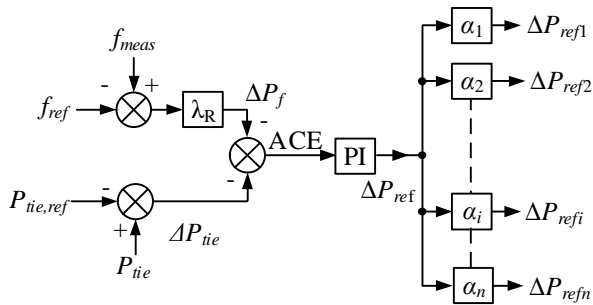 f_meas
- +
f_ref
λ_R
ΔP_f
-
ACE
PI
-
ΔP_ref
P_tie,ref
-
+
ΔP_tie
P_tie
α_1
ΔP_ref1
α_2
ΔP_ref2
α_i
ΔP_refi
α_n
ΔP_refn